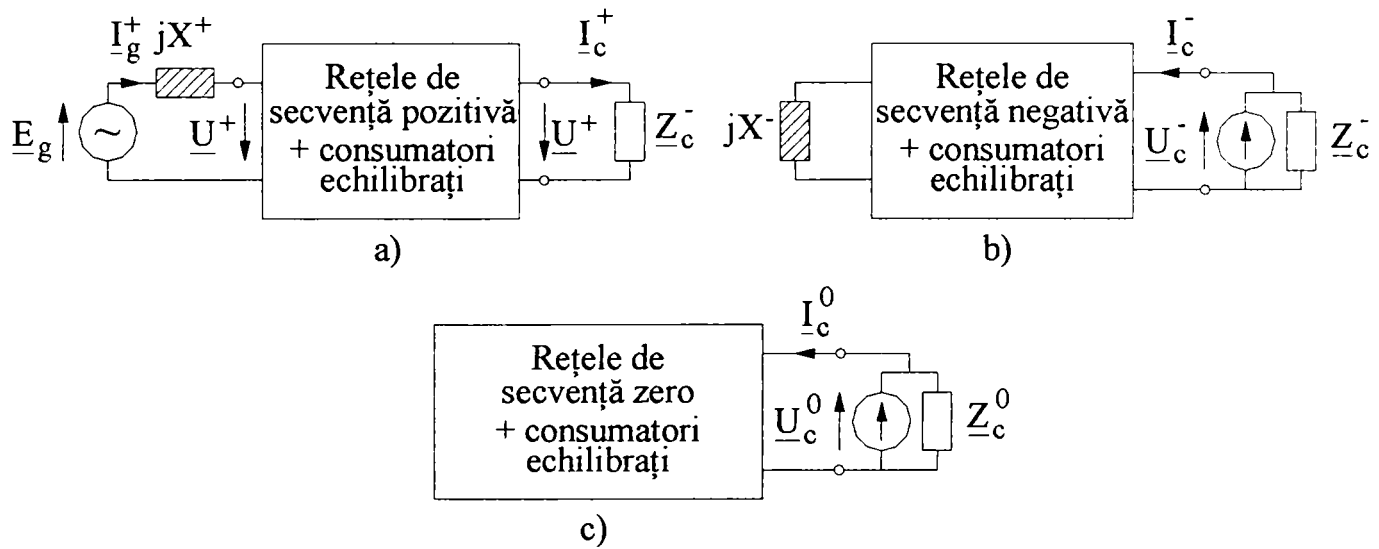 I_g^+ jX^+
E_g
~
U^+
Rețele de
secvență pozitivă
+ consumatori
echilibrați
I_c^+
U^+
Z_c^-
a)
jX^-
Rețele de
secvență negativă
+ consumatori
echilibrați
I_c^-
U_c^-
Z_c^-
b)
Rețele de
secvență zero
+ consumatori
echilibrați
I_c^0
U_c^0
Z_c^0
c)